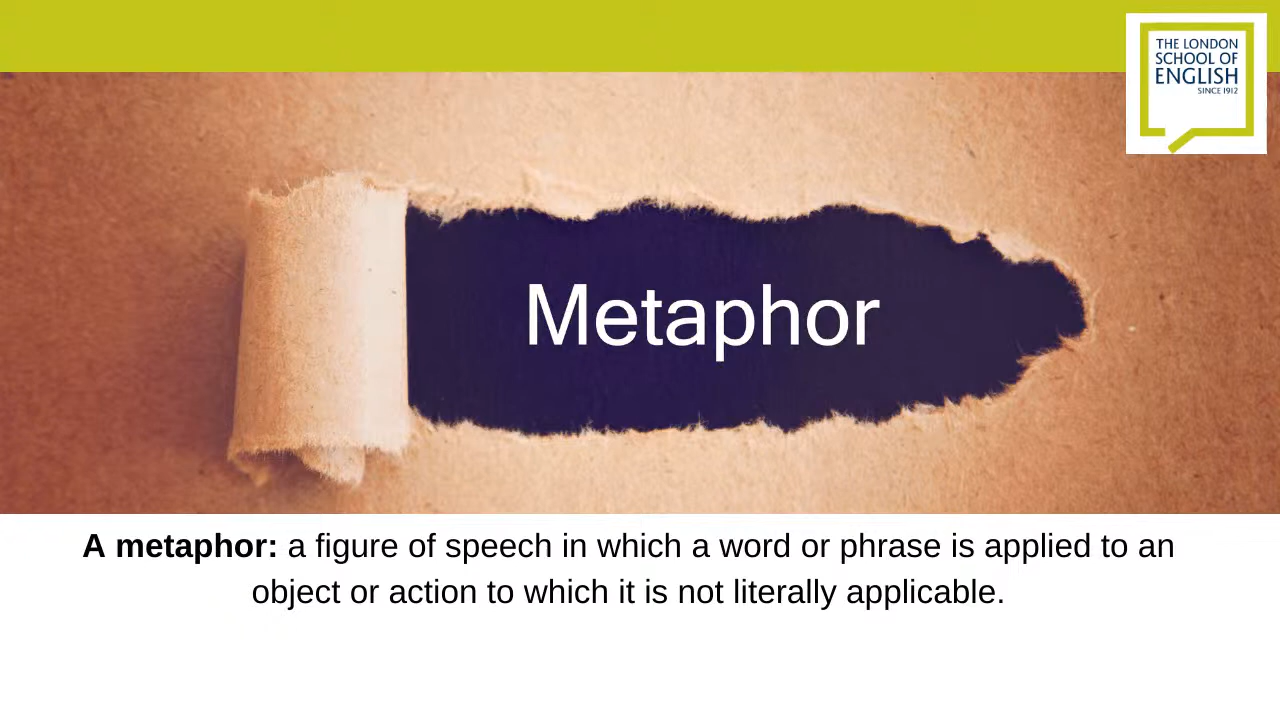 THE LONDON
SCHOOL OF
ENGLISH
SINCE 1912
Metaphor
A metaphor: a figure of speech in which a word or phrase is applied to an
object or action to which it is not literally applicable.